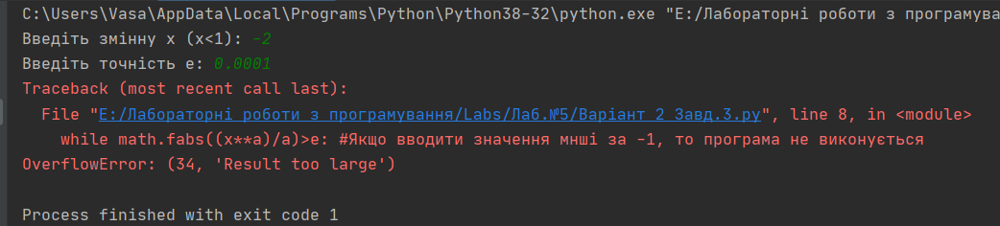 C:\Users\Vasa\AppData\Local\Programs\Python\Python38-32\python.exe "E:/Лабораторні роботи з програмува
Введіть змінну x (x<1): -2
Введіть точність e: 0.0001
Traceback (most recent call last):
  File "E:/Лабораторні роботи з програмування/Labs/Лаб.№5/Варіант 2 Завд.3.py", line 8, in <module>
    while math.fabs((x**a)/a)>e: #Якщо вводити значення мнші за -1, то програма не виконується
OverflowError: (34, 'Result too large')
Process finished with exit code 1